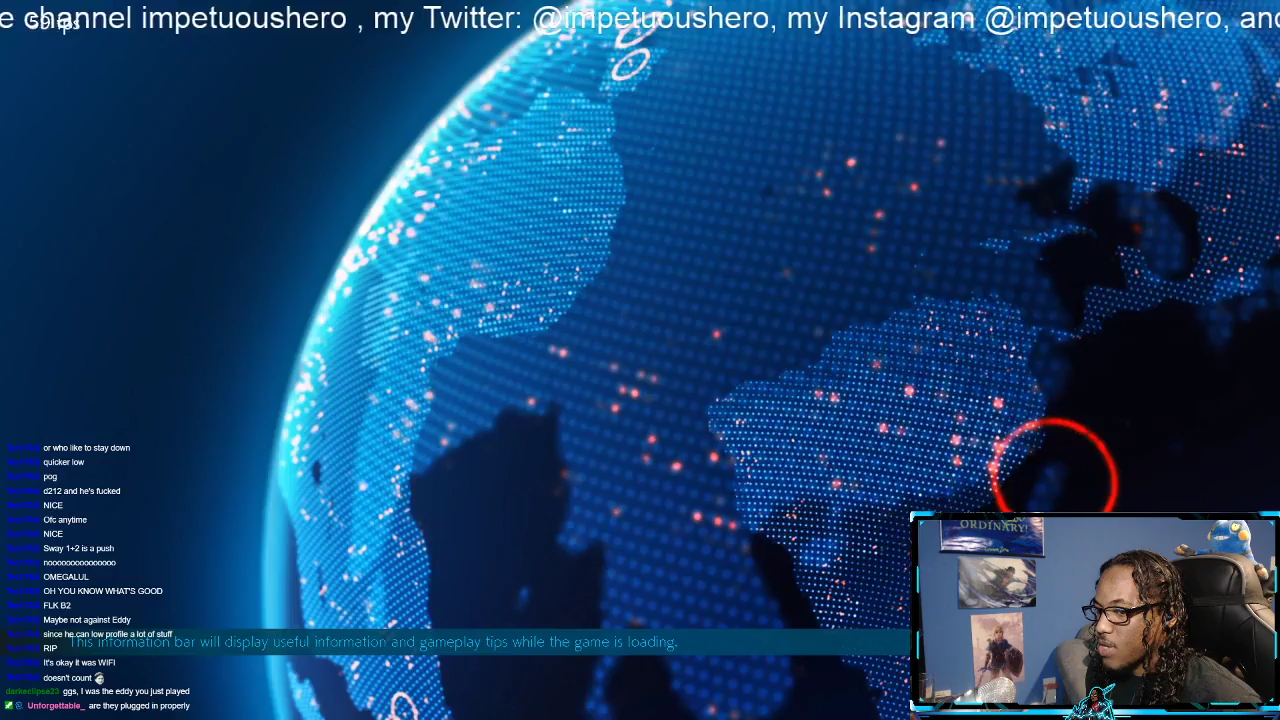 e channel impetuoushero , my Twitter: @impetuoushero, my Instagram @impetuoushero, and
59 fps
or who like to stay down
quicker low
pog
d212 and he's fucked
NICE
Ofc anytime
NICE
Sway 1+2 is a push
nooooooooooooooo
OMEGALUL
OH YOU KNOW WHAT'S GOOD
FLK B2
Maybe not against Eddy
since he can low profile a lot of stuff
This information bar will display useful information and gameplay tips while the game is loading.
RIP
It's okay it was WIFI
doesn't count
darkeclipse23 ggs, I was the eddy you just played
Unforgettable_ are they plugged in properly
ORDINARY!